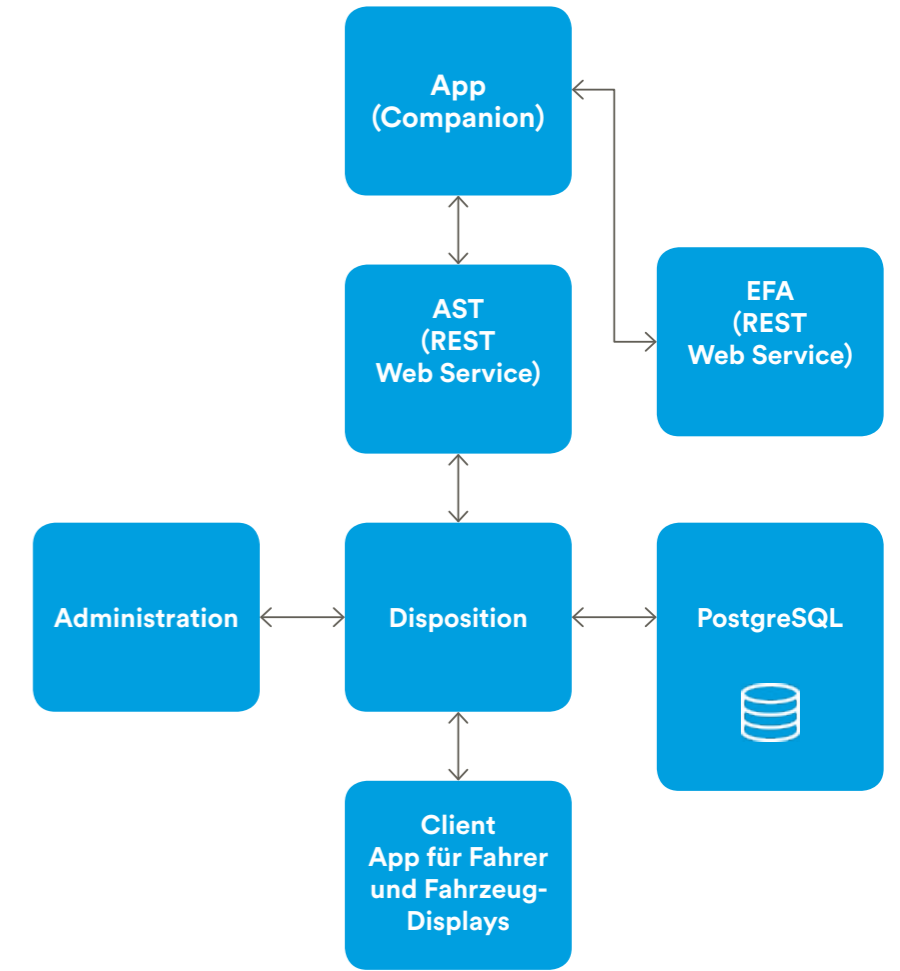 App
(Companion)
AST
(REST
Web Service)
EFA
(REST
Web Service)
Administration
Disposition
PostgreSQL
Client
App für Fahrer
und Fahrzeug-
Displays